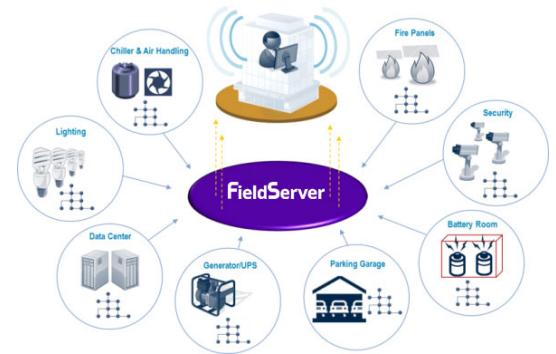 Chiller & Air Handling
Fire Panels
Lighting
Security
FieldServer
Data Center
Generator/UPS
Parking Garage
Battery Room